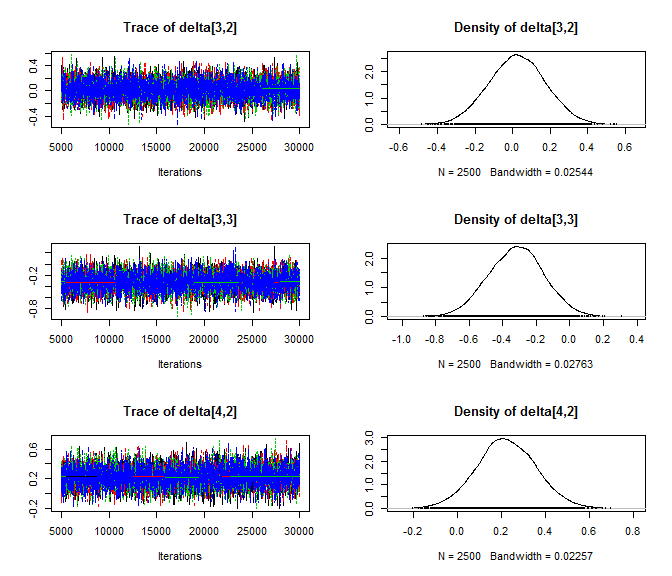 Trace of delta[3,2]
0.4
0.0
-0.4
5000 10000 15000 20000 25000 30000
Iterations
Density of delta[3,2]
2.0
1.0
0.0
-0.6 -0.4 -0.2 0.0 0.2 0.4 0.6
N = 2500 Bandwidth = 0.02544
Trace of delta[3,3]
-0.2
-0.8
5000 10000 15000 20000 25000 30000
Iterations
Density of delta[3,3]
2.0
1.0
0.0
-1.0 -0.8 -0.6 -0.4 -0.2 0.0 0.2 0.4
N = 2500 Bandwidth = 0.02763
Trace of delta[4,2]
0.6
0.2
-0.2
5000 10000 15000 20000 25000 30000
Iterations
Density of delta[4,2]
3.0
2.0
1.0
0.0
-0.2 0.0 0.2 0.4 0.6 0.8
N = 2500 Bandwidth = 0.02257